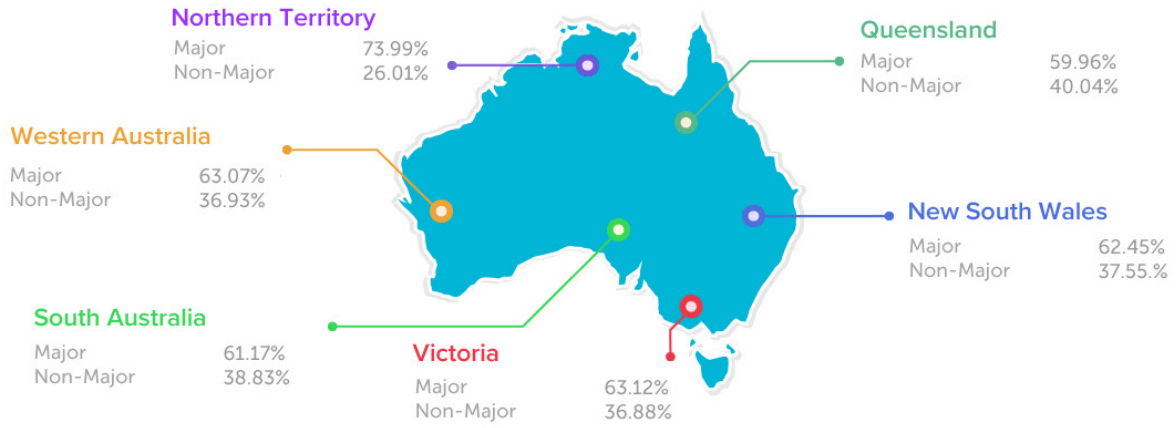 Northern Territory
Major 73.99%
Non-Major 26.01%
Queensland
Major 59.96%
Non-Major 40.04%
Western Australia
Major 63.07%
Non-Major 36.93%
New South Wales
Major 62.45%
Non-Major 37.55.%
South Australia
Major 61.17%
Non-Major 38.83%
Victoria
Major 63.12%
Non-Major 36.88%